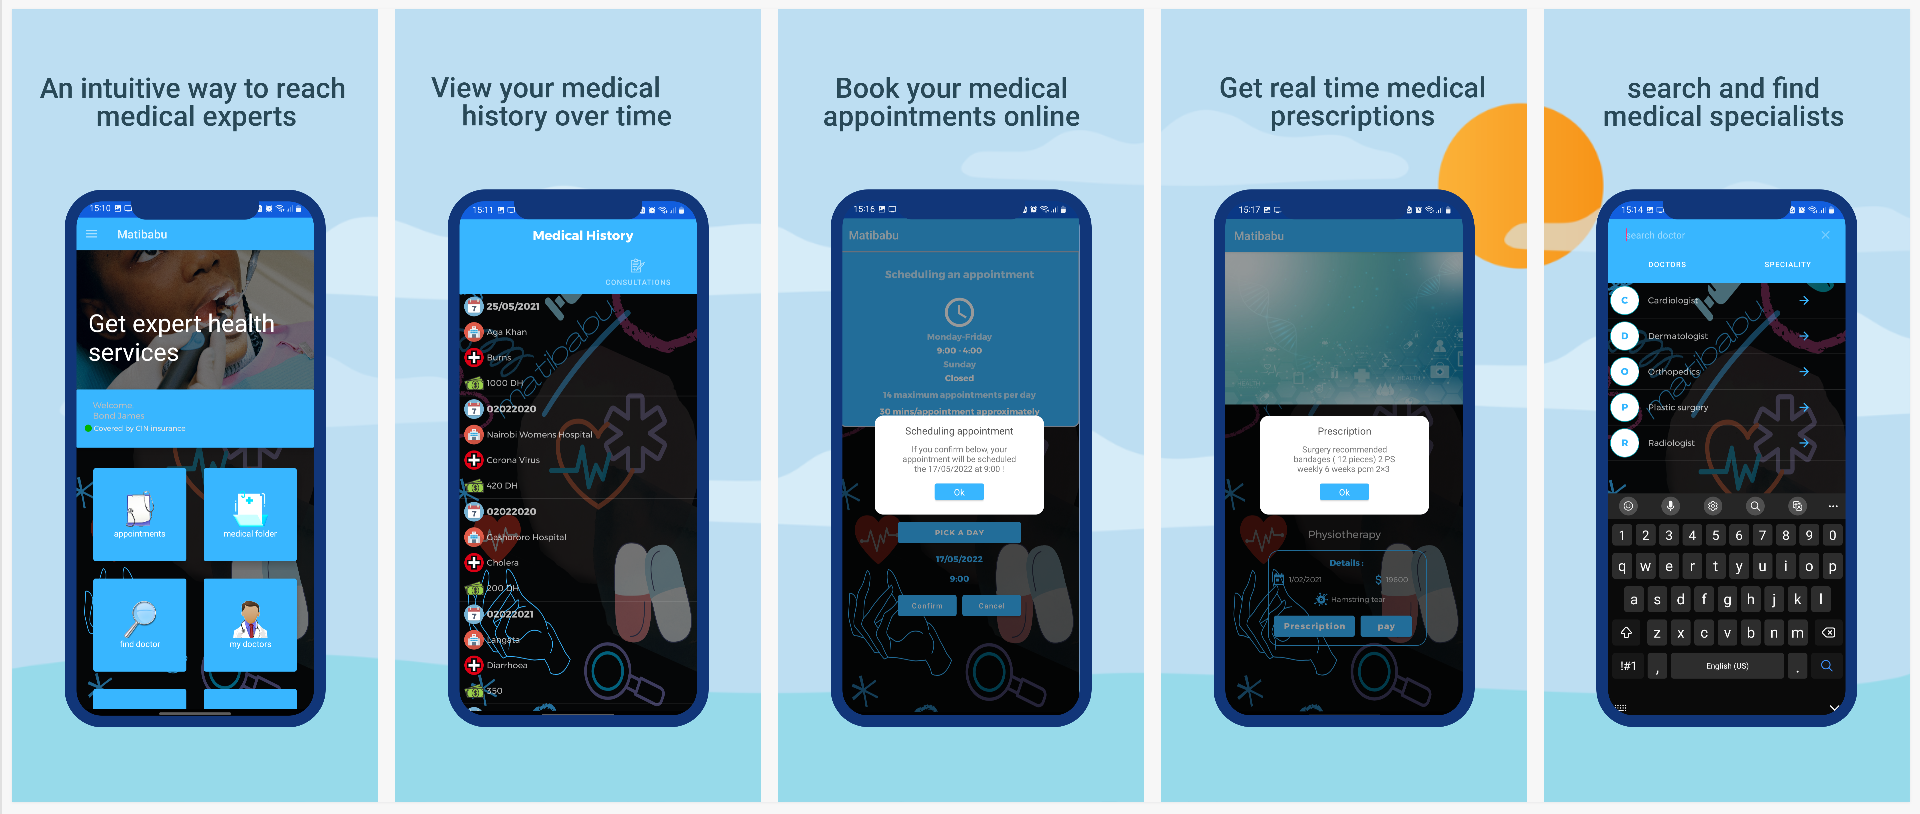 An intuitive way to reach
medical experts
15:10
Matibabu
Get expert health
services
Welcome
Bond James
Covered by CIN insurance
appointments
medical folder
find doctor
my doctors
View your medical
history over time
15:11
Medical History
CONSULTATIONS
25/05/2021
Aga Khan
Burns
1000 DH
02022020
Nairobi Womens Hospital
Corona Virus
420 DH
02022020
Gashororo Hospital
Cholera
200 DH
02022021
Langata
Diarrhoea
350
matibabu
Book your medical
appointments online
15:16
Matibabu
Scheduling an appointment
Monday-Friday
9:00 -4:00
Sunday
Closed
14 maximum appointments per day
30 mins/appointment approximately
Scheduling appointment
If you confirm below, your
appointment will be scheduled
the 17/05/2022 at 9:00 !
Ok
PICK A DAY
17/05/2022
9:00
Confirm
Cancel
Get real time medical
prescriptions
15:17
Matibabu
Prescription
Surgery recommended
bandages ( 12 pieces) 2 PS
weekly 6 weeks pcm 2×3
Ok
Physiotherapy
Details :
1/02/2021
19600
Hamstring tear
Prescription
pay
search and find
medical specialists
15:14
search doctor
DOCTORS
SPECIALITY
C Cardiologist
D Dermatologist
O Orthopedics
P Plastic surgery
R Radiologist
matibabu
1 2 3 4 5 6 7 8 9 0
q w e r t y u i o p
a s d f g h j k l
z x c v b n m
!#1 , English (US) .